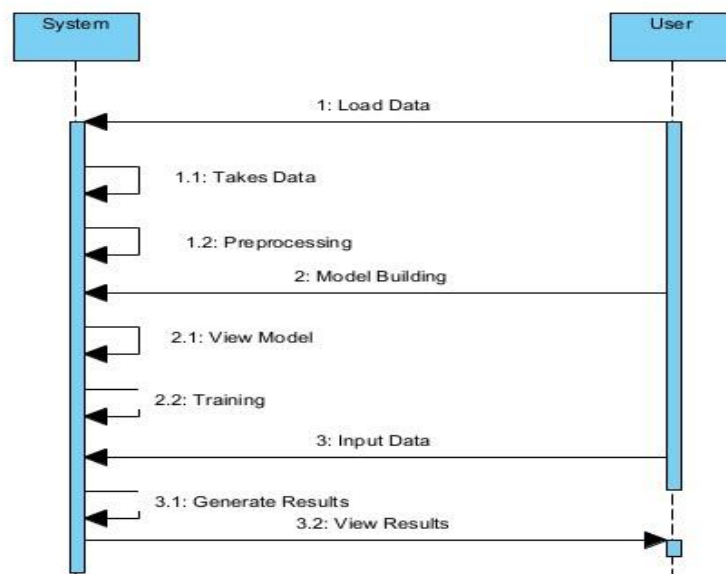 System
User
1: Load Data
1.1: Takes Data
1.2: Preprocessing
2: Model Building
2.1: View Model
2.2: Training
3: Input Data
3.1: Generate Results
3.2: View Results